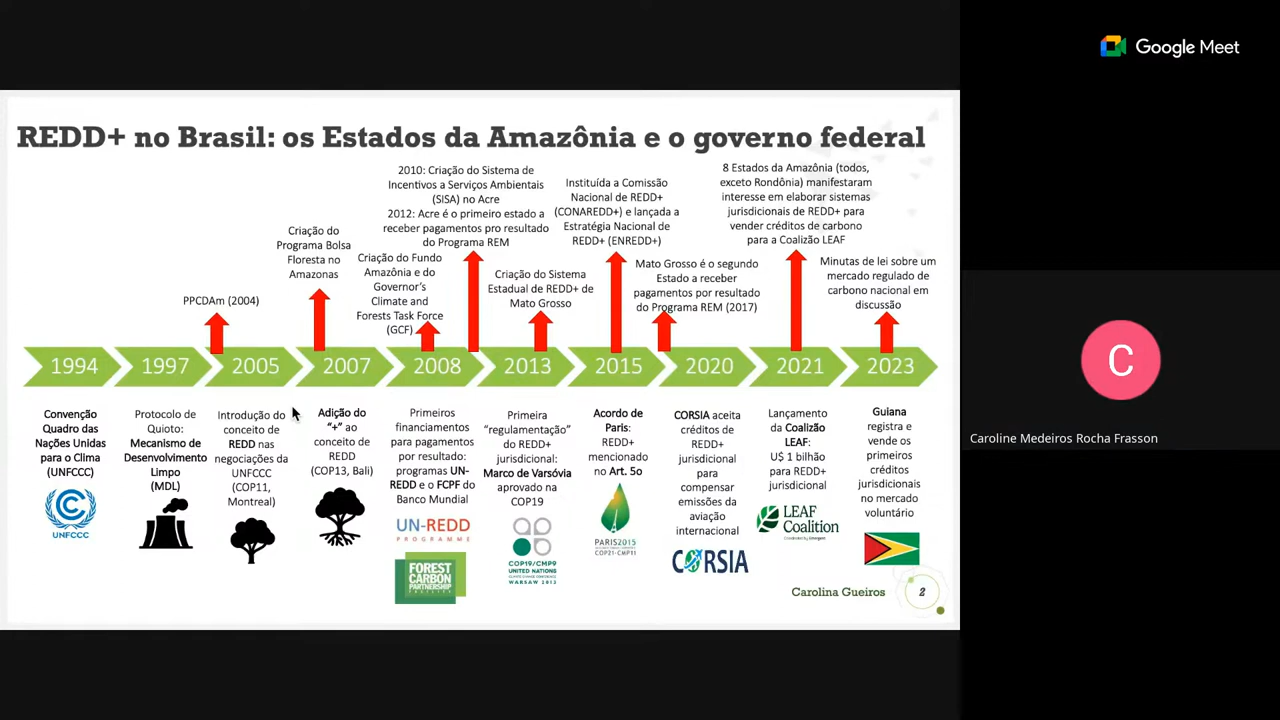 Google Meet
REDD+ no Brasil: os Estados da Amazônia e o governo federal
PPCDAm (2004)
Criação do
Programa Bolsa
Floresta no
Amazonas
Criação do Fundo
Amazônia e do
Governor's
Climate and
Forests Task Force
(GCF)
2010: Criação do Sistema de
Incentivos a Serviços Ambientais
(SISA) no Acre
2012: Acre é o primeiro estado a
receber pagamentos pro resultado
do Programa REM
Criação do Sistema
Estadual de REDD+ de
Mato Grosso
Instituída a Comissão
Nacional de REDD+
(CONAREDD+) e lançada a
Estratégia Nacional de
REDD+ (ENREDD+)
Mato Grosso é o segundo
Estado a receber
pagamentos por resultado
do Programa REM (2017)
8 Estados da Amazônia (todos,
exceto Rondônia) manifestaram
interesse em elaborar sistemas
jurisdicionais de REDD+ para
vender créditos de carbono
para a Coalizão LEAF
Minutas de lei sobre um
mercado regulado de
carbono nacional em
discussão
1994
1997
2005
2007
2008
2013
2015
2020
2021
2023
Convenção
Quadro das
Nações Unidas
para o Clima
(UNFCCC)
UNFCCC
Protocolo de
Quioto:
Mecanismo de
Desenvolvimento
Limpo
(MDL)
Introdução do
conceito de
REDD nas
negociações da
UNFCCC
(COP11,
Montreal)
Adição do
"+" ao
conceito de
REDD
(COP13, Bali)
Primeiros
financiamentos
para pagamentos
por resultado:
programas UN-
REDD e o FCPF do
Banco Mundial
UN-REDD
PROGRAMME
FOREST
CARBON
PARTNERSHIP
Primeira
"regulamentação"
do REDD+
jurisdicional:
Marco de Varsóvia
aprovado na
COP19
COP19/CMP9
UNITED NATIONS
CLIMATE CHANGE CONFERENCE
WARSAW 2013
Acordo de
Paris:
REDD+
mencionado
no Art. 5o
PARIS2015
COP21·CMP11
CORSIA aceita
créditos de
REDD+
jurisdicional
para
compensar
emissões da
aviação
internacional
CORSIA
Lançamento
da Coalizão
LEAF:
U$ 1 bilhão
para REDD+
jurisdicional
LEAF
Coalition
Guiana
registra e
vende os
primeiros
créditos
jurisdicionais
no mercado
voluntário
Carolina Gueiros
2
C
Caroline Medeiros Rocha Frasson